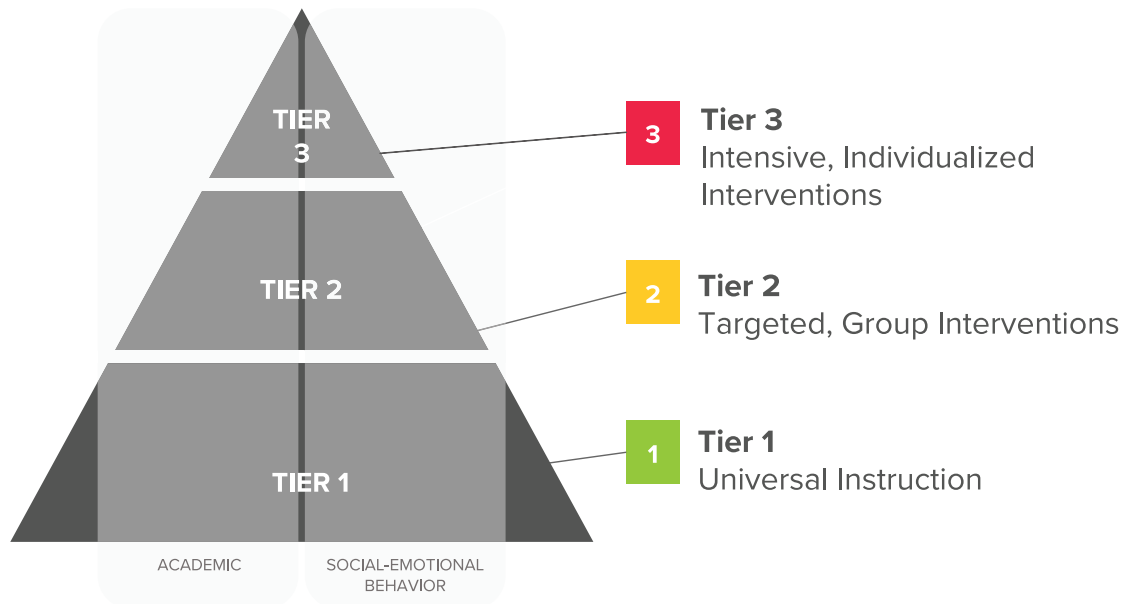 TIER
3
TIER 2
TIER 1
ACADEMIC
SOCIAL-EMOTIONAL
BEHAVIOR
3
Tier 3
Intensive, Individualized
Interventions
2
Tier 2
Targeted, Group Interventions
1
Tier 1
Universal Instruction